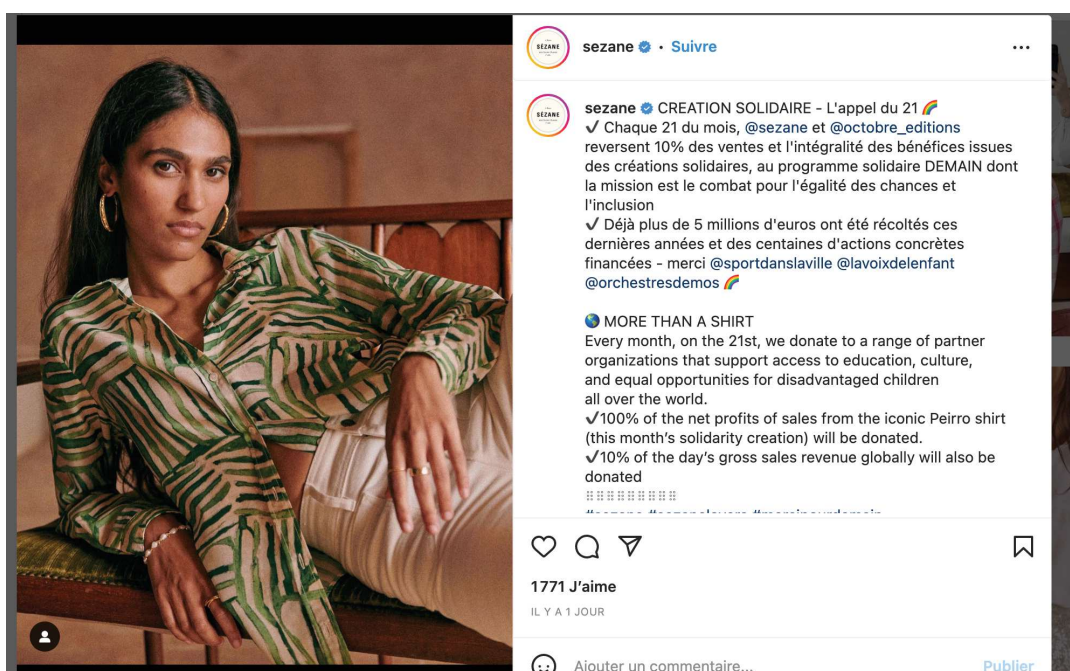 SÉZANE
sezane • Suivre
SÉZANE
sezane CREATION SOLIDAIRE - L'appel du 21 🌈
✓ Chaque 21 du mois, @sezane et @octobre_editions
reversent 10% des ventes et l'intégralité des bénéfices issues
des créations solidaires, au programme solidaire DEMAIN dont
la mission est le combat pour l'égalité des chances et
l'inclusion
✓ Déjà plus de 5 millions d'euros ont été récoltés ces
dernières années et des centaines d'actions concrètes
financées - merci @sportdanslaville @lavoixdelenfant
@orchestresdemos 🌈
🌎 MORE THAN A SHIRT
Every month, on the 21st, we donate to a range of partner
organizations that support access to education, culture,
and equal opportunities for disadvantaged children
all over the world.
✓100% of the net profits of sales from the iconic Peirro shirt
(this month's solidarity creation) will be donated.
✓10% of the day's gross sales revenue globally will also be
donated
1771 J'aime
IL Y A 1 JOUR
Ajouter un commentaire...
Publier